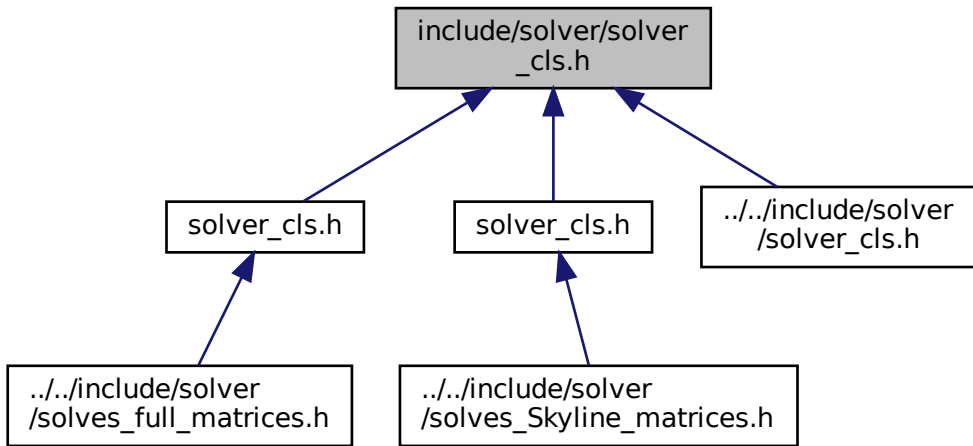 include/solver/solver
_cls.h
solver_cls.h
solver_cls.h
../../include/solver
/solver_cls.h
../../include/solver
/solves_full_matrices.h
../../include/solver
/solves_Skyline_matrices.h